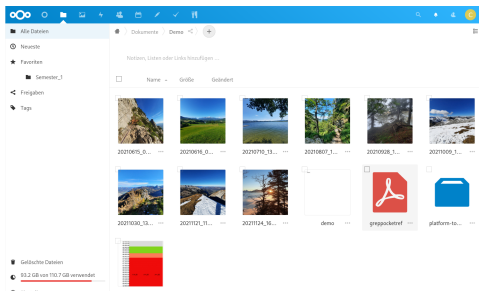 Alle Dateien
Dokumente
Demo
+
Neueste
Favoriten
Notizen, Listen oder Links hinzufügen …
Semester_1
Name
Größe
Geändert
Freigaben
Tags
20210615_0... ...
20210616_0... ...
20210710_13... ...
20210807_1... ...
20210928_1... ...
20211009_1... ...
20211030_13... ...
20211121_11... ...
20211124_16... ...
demo ...
greppocketref ...
platform-to... ...
Gelöschte Dateien
93.2 GB von 110.7 GB verwendet